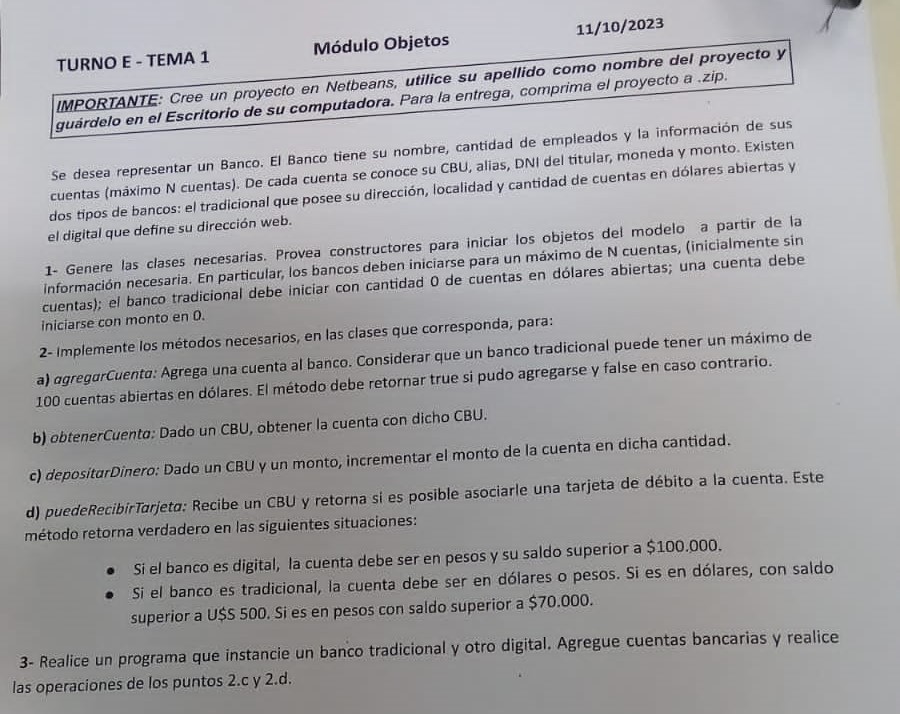 TURNO E - TEMA 1
Módulo Objetos
11/10/2023
IMPORTANTE: Cree un proyecto en Netbeans, utilice su apellido como nombre del proyecto y
guárdelo en el Escritorio de su computadora. Para la entrega, comprima el proyecto a .zip.
Se desea representar un Banco. El Banco tiene su nombre, cantidad de empleados y la información de sus
cuentas (máximo N cuentas). De cada cuenta se conoce su CBU, alias, DNI del titular, moneda y monto. Existen
dos tipos de bancos: el tradicional que posee su dirección, localidad y cantidad de cuentas en dólares abiertas y
el digital que define su dirección web.
1- Genere las clases necesarias. Provea constructores para iniciar los objetos del modelo a partir de la
información necesaria. En particular, los bancos deben iniciarse para un máximo de N cuentas, (inicialmente sin
cuentas); el banco tradicional debe iniciar con cantidad 0 de cuentas en dólares abiertas; una cuenta debe
iniciarse con monto en 0.
2- Implemente los métodos necesarios, en las clases que corresponda, para:
a) agregarCuenta: Agrega una cuenta al banco. Considerar que un banco tradicional puede tener un máximo de
100 cuentas abiertas en dólares. El método debe retornar true si pudo agregarse y false en caso contrario.
b) obtenerCuenta: Dado un CBU, obtener la cuenta con dicho CBU.
c) depositarDinero: Dado un CBU y un monto, incrementar el monto de la cuenta en dicha cantidad.
d) puedeRecibirTarjeta: Recibe un CBU y retorna si es posible asociarle una tarjeta de débito a la cuenta. Este
método retorna verdadero en las siguientes situaciones:
• Si el banco es digital, la cuenta debe ser en pesos y su saldo superior a $100.000.
• Si el banco es tradicional, la cuenta debe ser en dólares o pesos. Si es en dólares, con saldo
superior a U$S 500. Si es en pesos con saldo superior a $70.000.
3- Realice un programa que instancie un banco tradicional y otro digital. Agregue cuentas bancarias y realice
las operaciones de los puntos 2.c y 2.d.